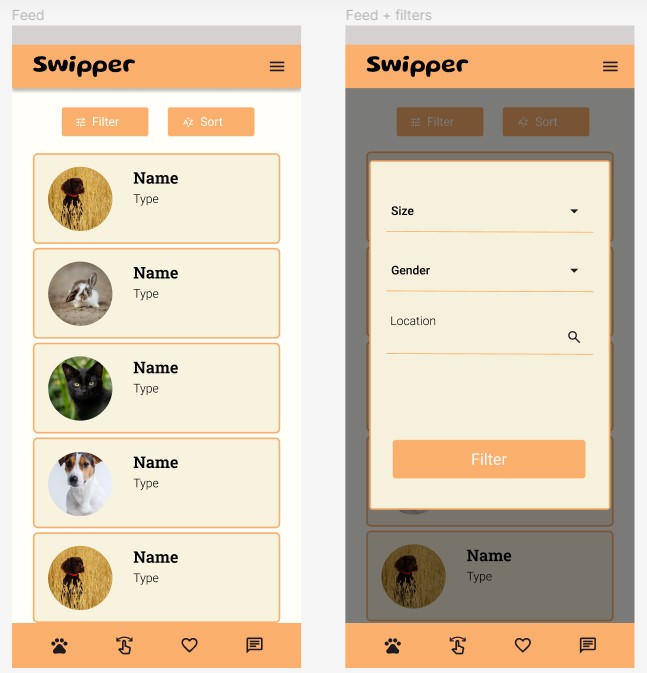 Feed
Swipper
Filter
Sort
Name
Type
Name
Type
Name
Type
Name
Type
Name
Type
Feed + filters
Swipper
Filter
Sort
Size
Gender
Location
Filter
Name
Type